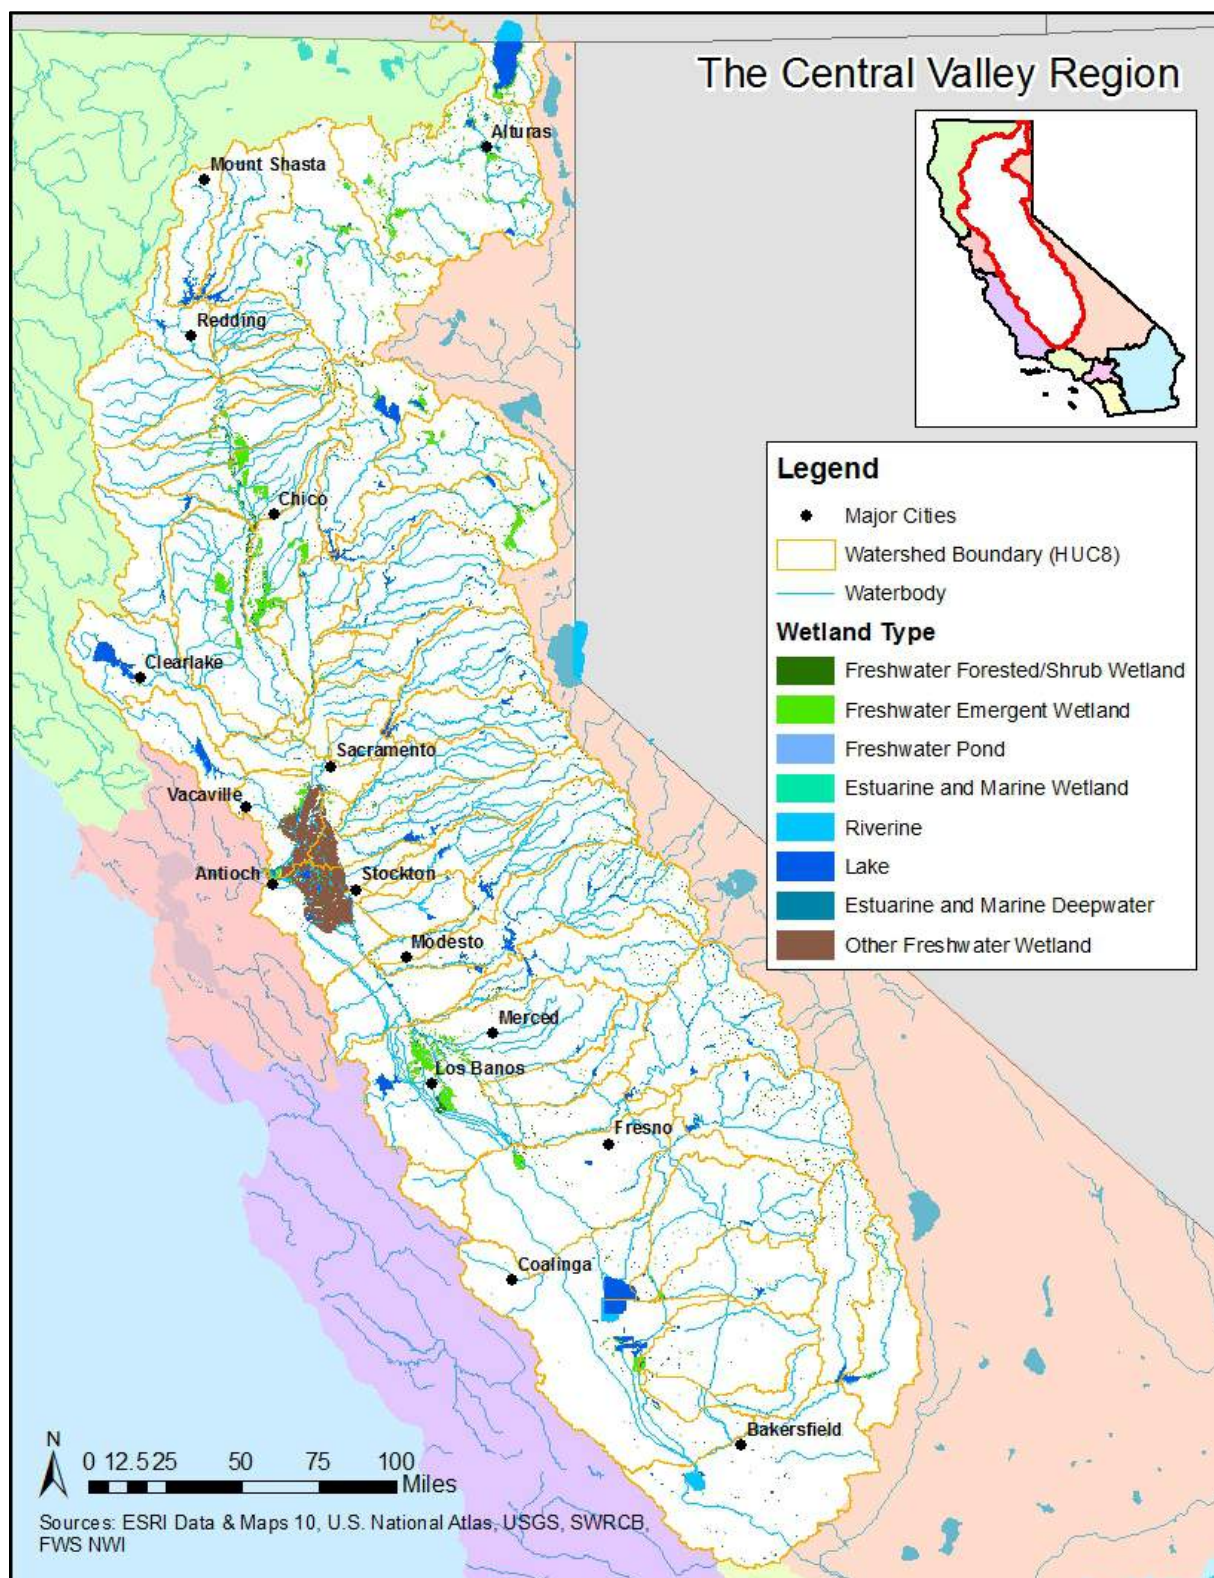 The Central Valley Region
Alturas
Mount Shasta
Redding
Chico
Clearlake
Sacramento
Vacaville
Antioch
Stockton
Modesto
Merced
Los Banos
Fresno
Coalinga
Bakersfield
Legend
Major Cities
Watershed Boundary (HUC8)
Waterbody
Wetland Type
Freshwater Forested/Shrub Wetland
Freshwater Emergent Wetland
Freshwater Pond
Estuarine and Marine Wetland
Riverine
Lake
Estuarine and Marine Deepwater
Other Freshwater Wetland
N
0 12.5 25 50 75 100
Miles
Sources: ESRI Data & Maps 10, U.S. National Atlas, USGS, SWRCB,
FWS NWI